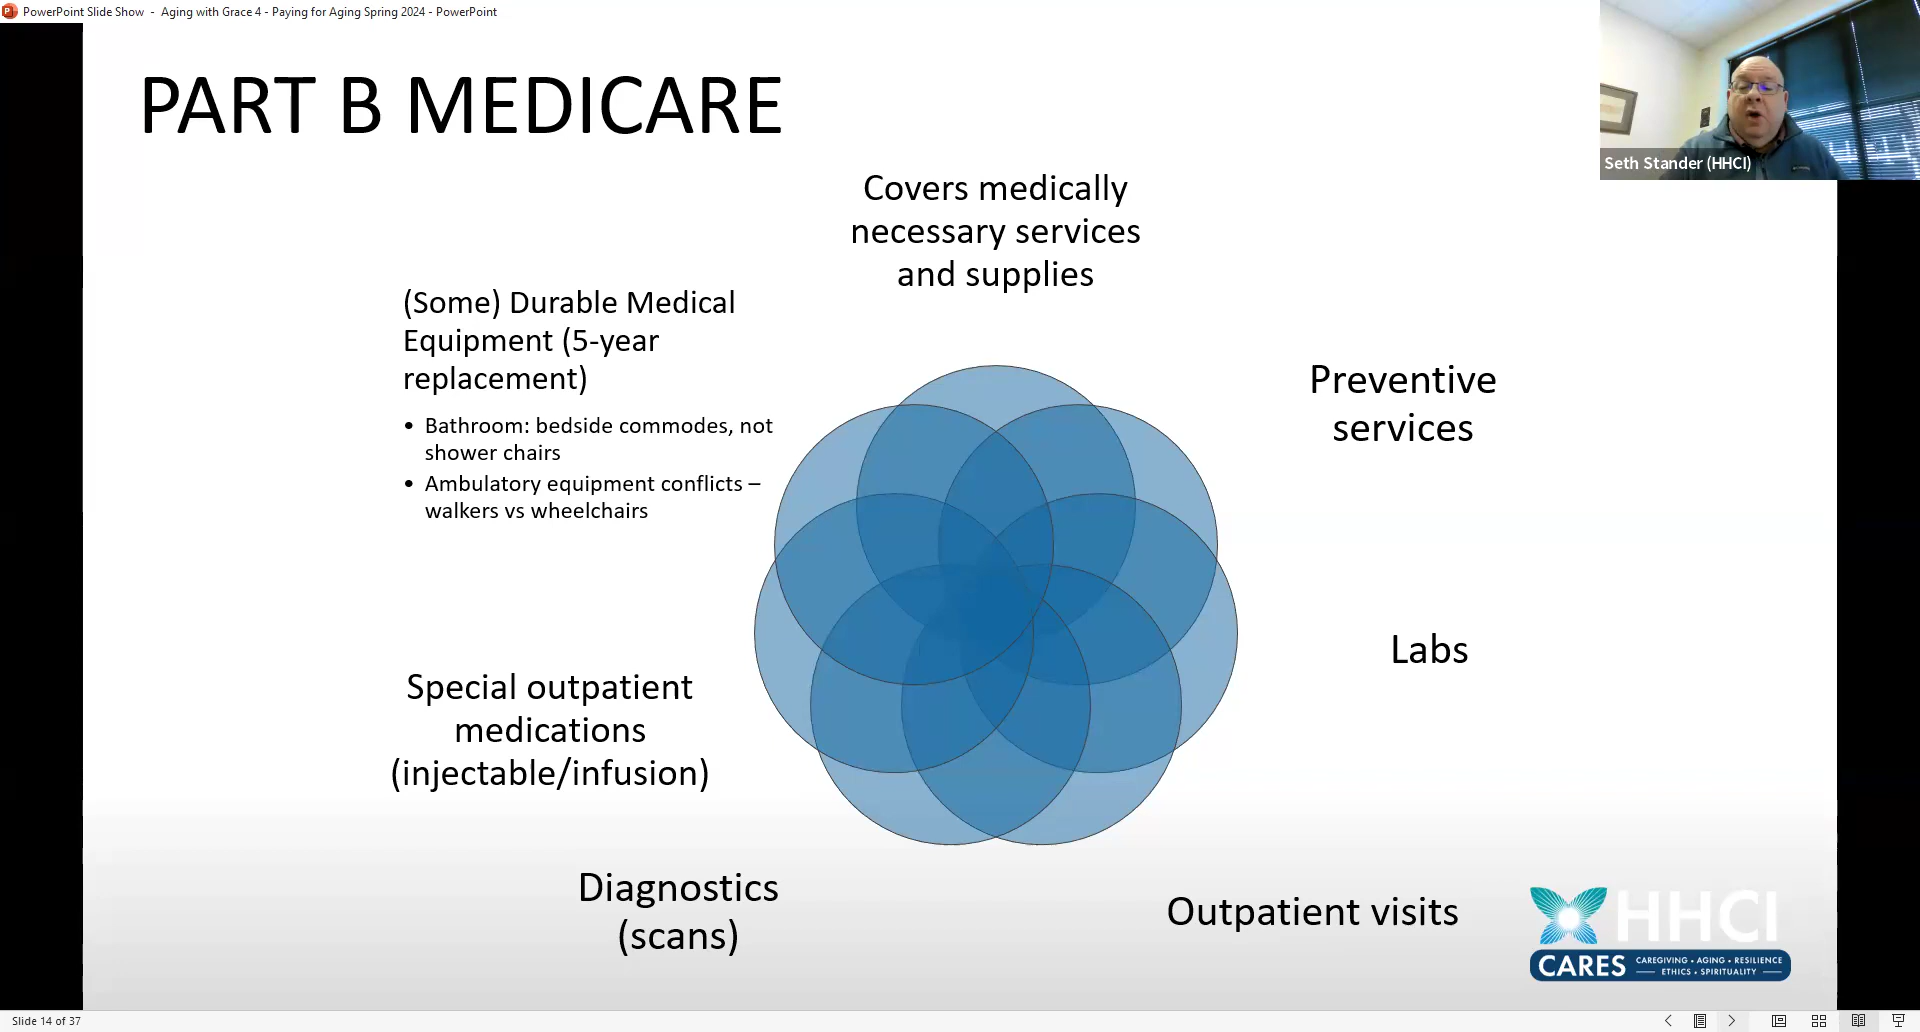 PowerPoint Slide Show - Aging with Grace 4 - Paying for Aging Spring 2024 - PowerPoint
PART B MEDICARE
Seth Stander (HHCI)
Covers medically
necessary services
and supplies
Preventive
services
Labs
Outpatient visits
Diagnostics
(scans)
Special outpatient
medications
(injectable/infusion)
(Some) Durable Medical
Equipment (5-year
replacement)
• Bathroom: bedside commodes, not
shower chairs
• Ambulatory equipment conflicts –
walkers vs wheelchairs
HHCI
CARES
CAREGIVING • AGING • RESILIENCE
ETHICS • SPIRITUALITY
Slide 14 of 37